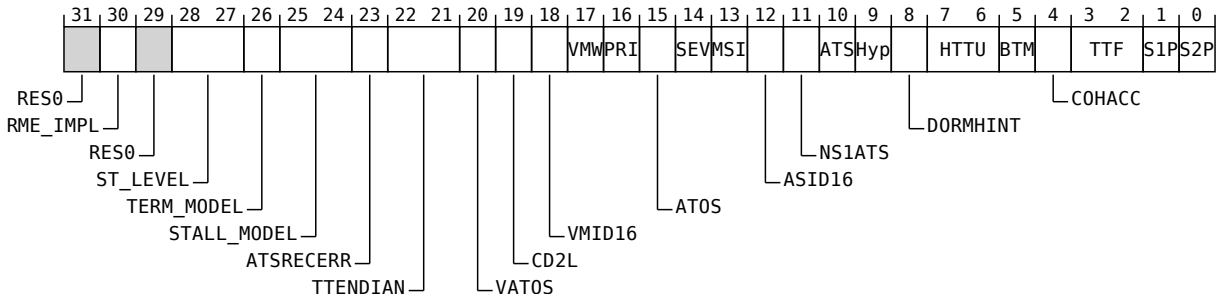 31 30 29 28 27 26 25 24 23 22 21 20 19 18 17 16 15 14 13 12 11 10 9 8 7 6 5 4 3 2 1 0
VMW PRI SEV MSI ATS Hyp HTTU BTM TTF S1P S2P
RES0 COHACC
RME_IMPL DORMHINT
RES0 NS1ATS
ST_LEVEL ASID16
TERM_MODEL ATOS
STALL_MODEL VMID16
ATSRECERR CD2L
TTENDIAN VATOS